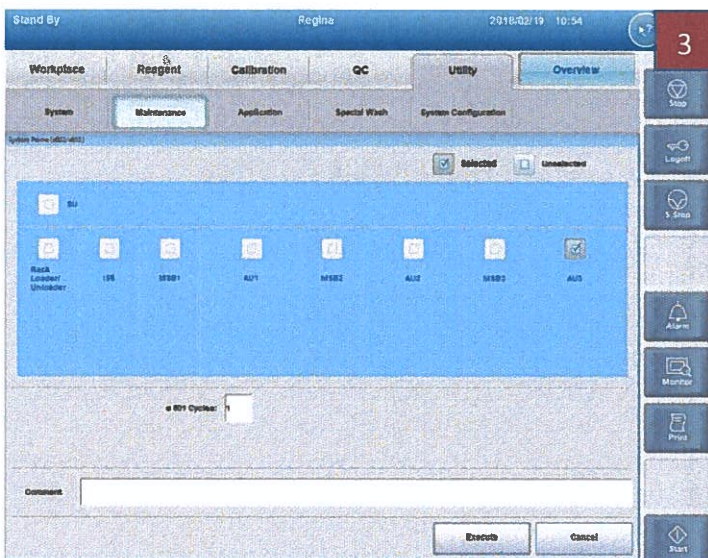 Stand By Regina 2018/02/19 10:54
3
Workplace Reagent Calibration QC Utility Overview
Stop
System Maintenance Application Special Wash System Configuration
Selected Unselected
Logoff
SU
S. Stop
Rack Loader/ Unloader ISE MSB1 AU1 MSB2 AU2 MSB3 AU3
Alarm
Monitor
e 801 Cycles: 1
Print
Comment
Execute Cancel
Start